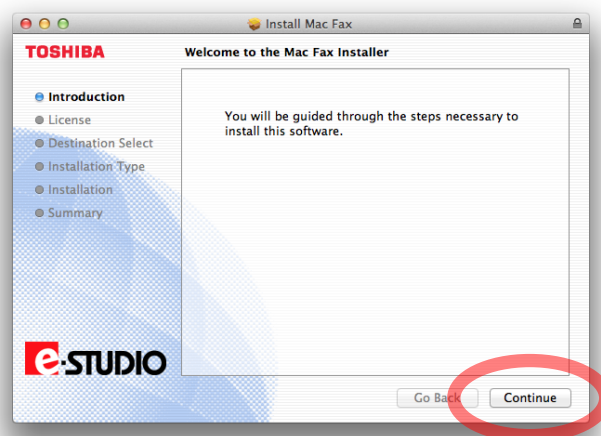 Install Mac Fax
TOSHIBA
Welcome to the Mac Fax Installer
Introduction
License
Destination Select
Installation Type
Installation
Summary
You will be guided through the steps necessary to
install this software.
e-STUDIO
Go Back
Continue